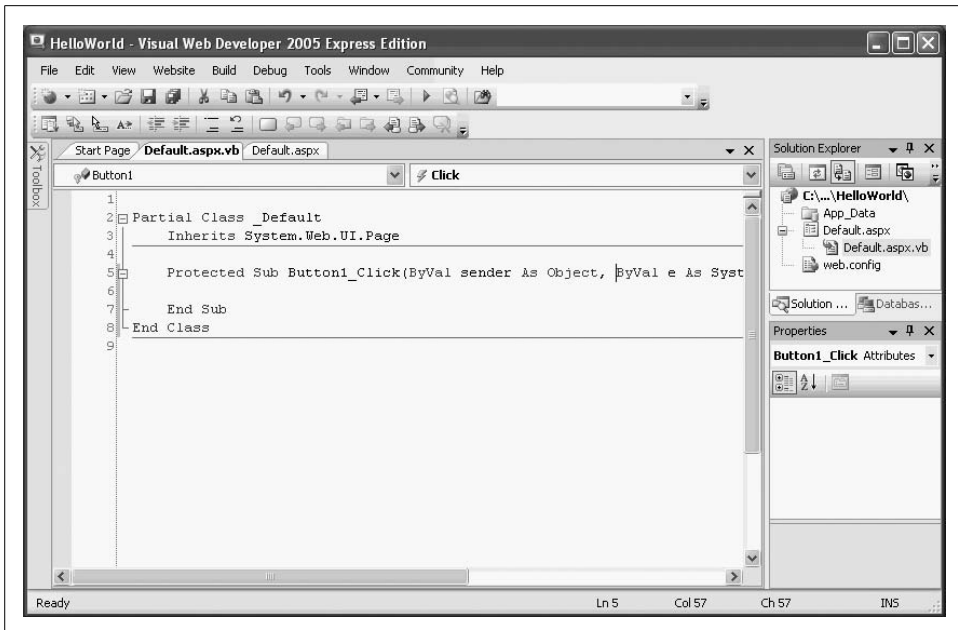 HelloWorld - Visual Web Developer 2005 Express Edition
File Edit View Website Build Debug Tools Window Community Help
Toolbox
Start Page Default.aspx.vb Default.aspx
Button1 Click
1
2 Partial Class _Default
3 Inherits System.Web.UI.Page
4
5 Protected Sub Button1_Click(ByVal sender As Object, ByVal e As Syst
6
7 End Sub
8 End Class
9
Solution Explorer
C:\...\HelloWorld\
App_Data
Default.aspx
Default.aspx.vb
web.config
Solution ... Databas...
Properties
Button1_Click Attributes
Ready Ln 5 Col 57 Ch 57 INS